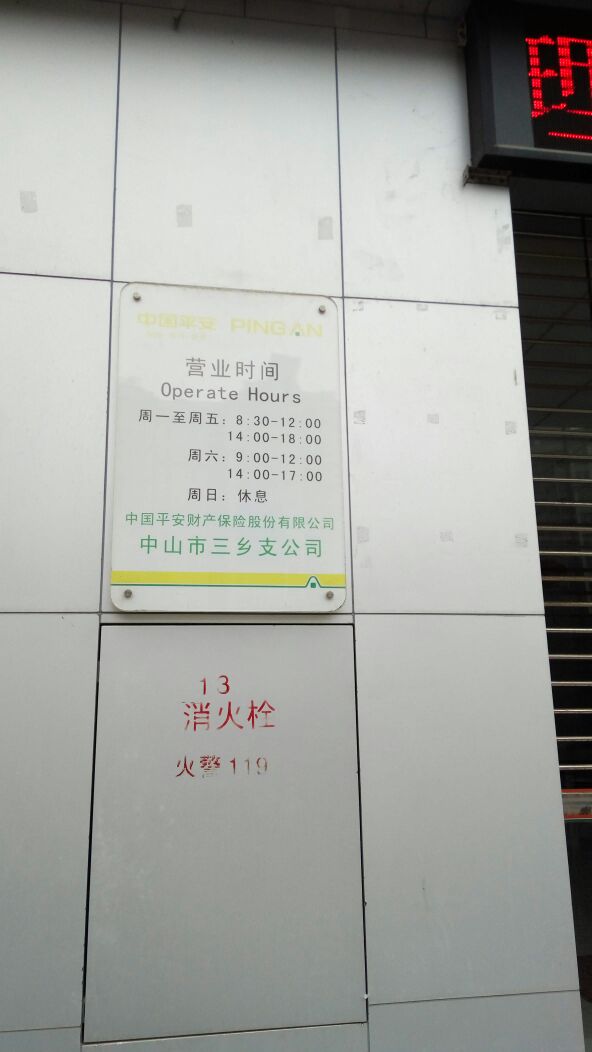 中国平安 PING AN
营业时间
Operate Hours
周一至周五：8:30-12:00
14:00-18:00
周六：9:00-12:00
14:00-17:00
周日：休息
中国平安财产保险股份有限公司
中山市三乡支公司
13
消火栓
火警119